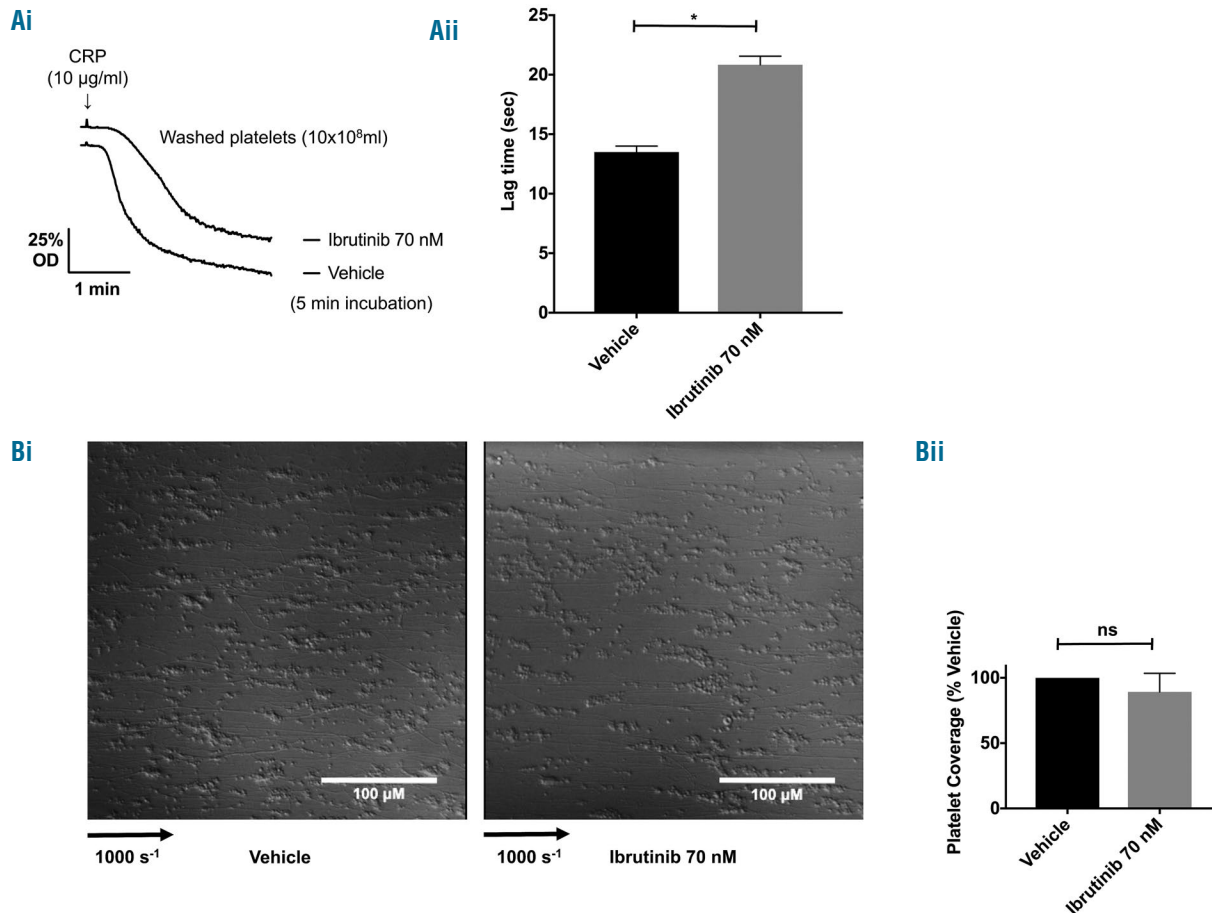 Ai
CRP
(10 µg/ml)
↓
Washed platelets (10x10⁸ml)
25%
OD
1 min
Ibrutinib 70 nM
Vehicle
(5 min incubation)
Aii
*
Lag time (sec)
25
20
15
10
5
0
Vehicle
Ibrutinib 70 nM
Bi
100 µM
100 µM
1000 s⁻¹
Vehicle
1000 s⁻¹
Ibrutinib 70 nM
Bii
ns
Platelet Coverage (% Vehicle)
100
50
0
Vehicle
Ibrutinib 70 nM